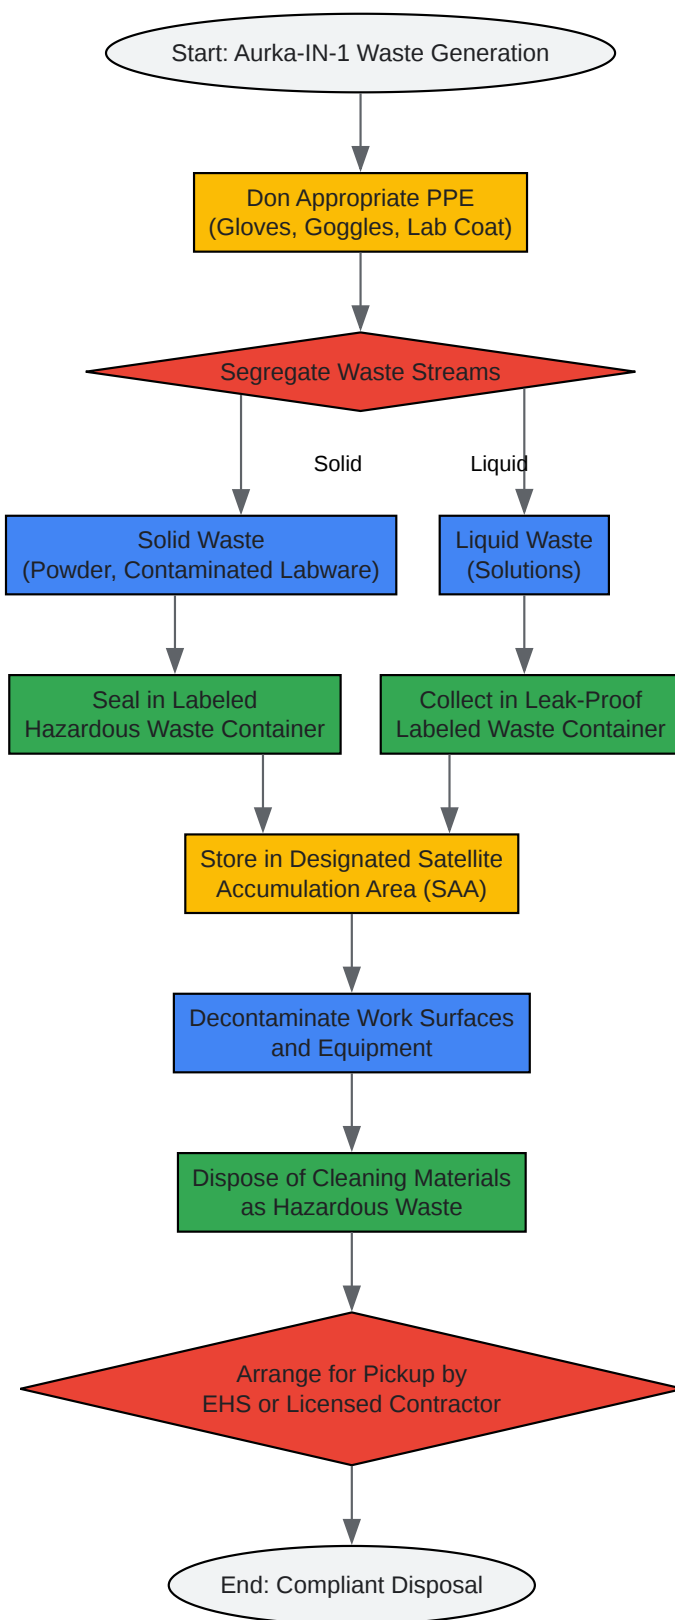 Start: Aurka-IN-1 Waste Generation
Don Appropriate PPE
(Gloves, Goggles, Lab Coat)
Segregate Waste Streams
Solid
Liquid
Solid Waste
(Powder, Contaminated Labware)
Liquid Waste
(Solutions)
Seal in Labeled
Hazardous Waste Container
Collect in Leak-Proof
Labeled Waste Container
Store in Designated Satellite
Accumulation Area (SAA)
Decontaminate Work Surfaces
and Equipment
Dispose of Cleaning Materials
as Hazardous Waste
Arrange for Pickup by
EHS or Licensed Contractor
End: Compliant Disposal